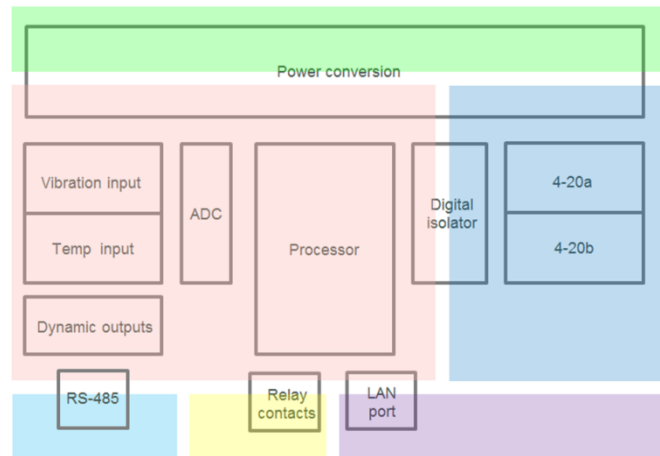 Power conversion
Vibration input
ADC
Processor
Digital
isolator
4-20a
Temp input
4-20b
Dynamic outputs
RS-485
Relay
contacts
LAN
port